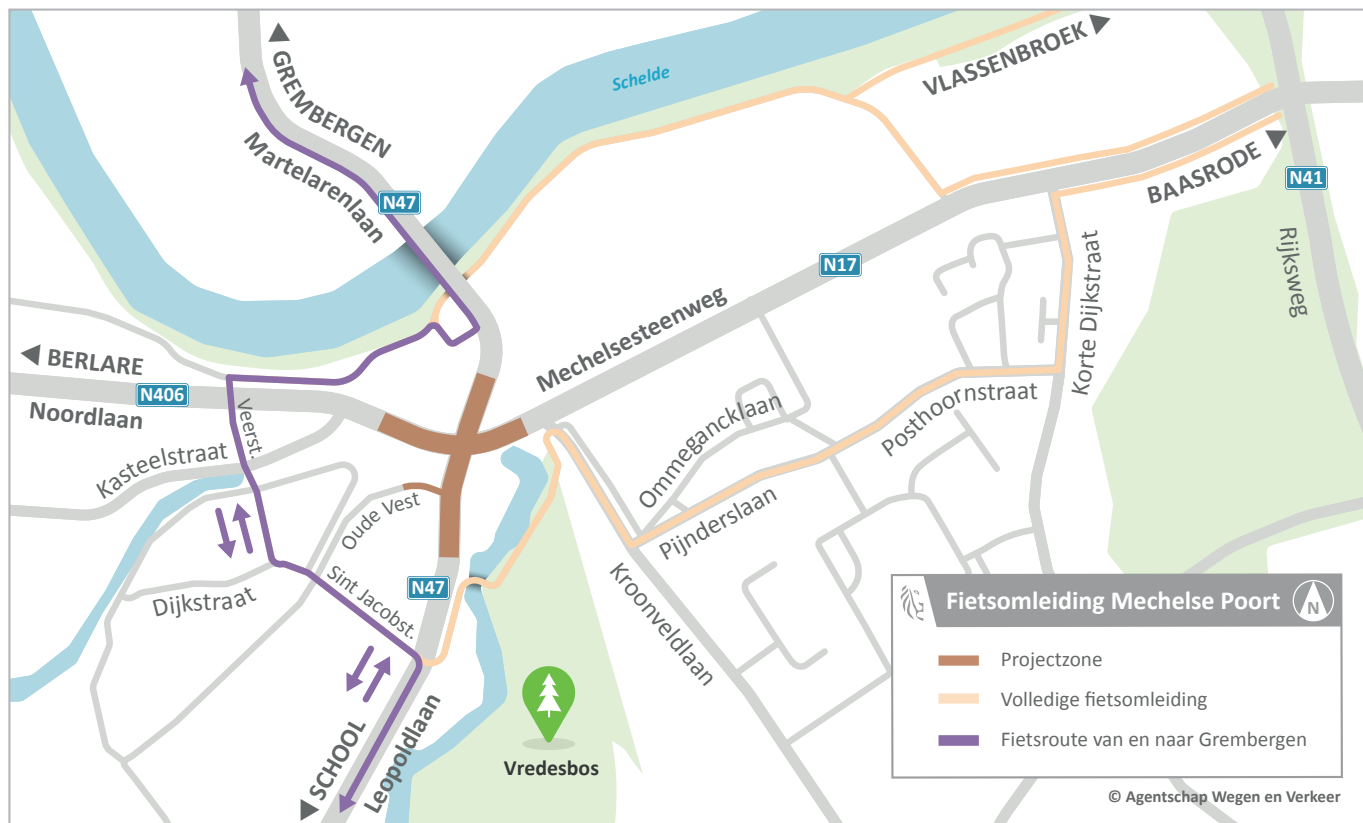 GREMBERGEN
Schelde
VLASSENBROEK
Martelarenlaan
N47
BAASRODE
N41
Rijksweg
N17
Mechelsesteenweg
Korte Dijkstraat
BERLARE
N406
Noordlaan
Veerst.
Kasteelstraat
Ommegancklaan
Posthoornstraat
Oude Vest
Pijnderslaan
Dijkstraat
Sint Jacobst.
N47
Kroonveldlaan
SCHOOL
Leopoldlaan
Vredesbos
Fietsomleiding Mechelse Poort
N
Projectzone
Volledige fietsomleiding
Fietsroute van en naar Grembergen
© Agentschap Wegen en Verkeer